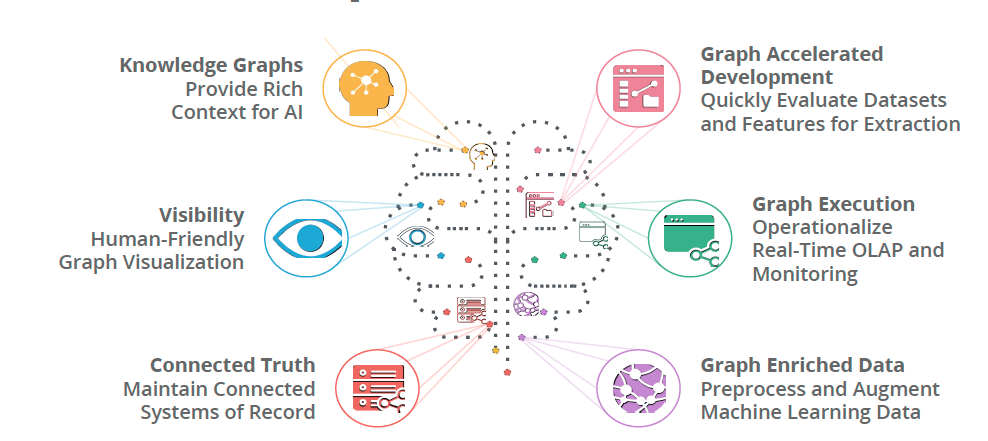 Knowledge Graphs
Provide Rich
Context for AI
Graph Accelerated
Development
Quickly Evaluate Datasets
and Features for Extraction
Visibility
Human-Friendly
Graph Visualization
Graph Execution
Operationalize
Real-Time OLAP and
Monitoring
Connected Truth
Maintain Connected
Systems of Record
Graph Enriched Data
Preprocess and Augment
Machine Learning Data